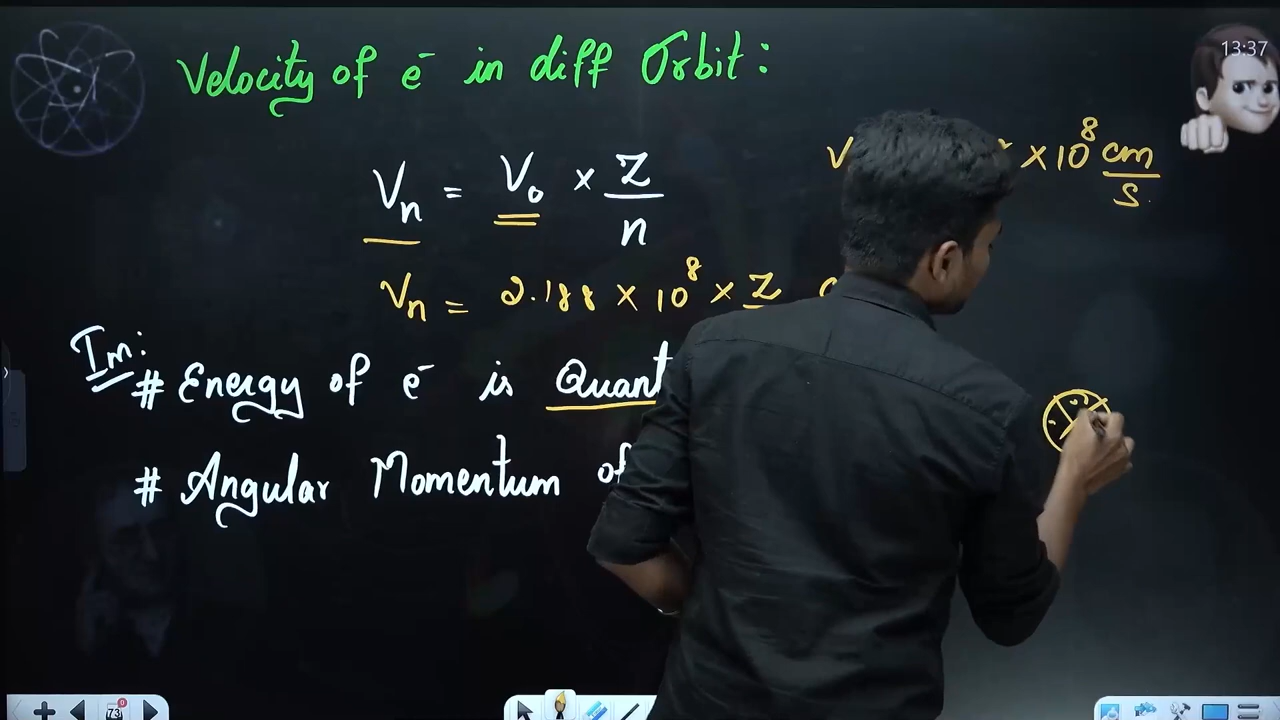 Velocity of e⁻ in diff Orbit:
13:37
Vn = V₀ × Z/n
V × 10⁸ cm/s.
Vn = 2.188 × 10⁸ × Z
Im:
# Energy of e⁻ is Quant
# Angular Momentum of
73